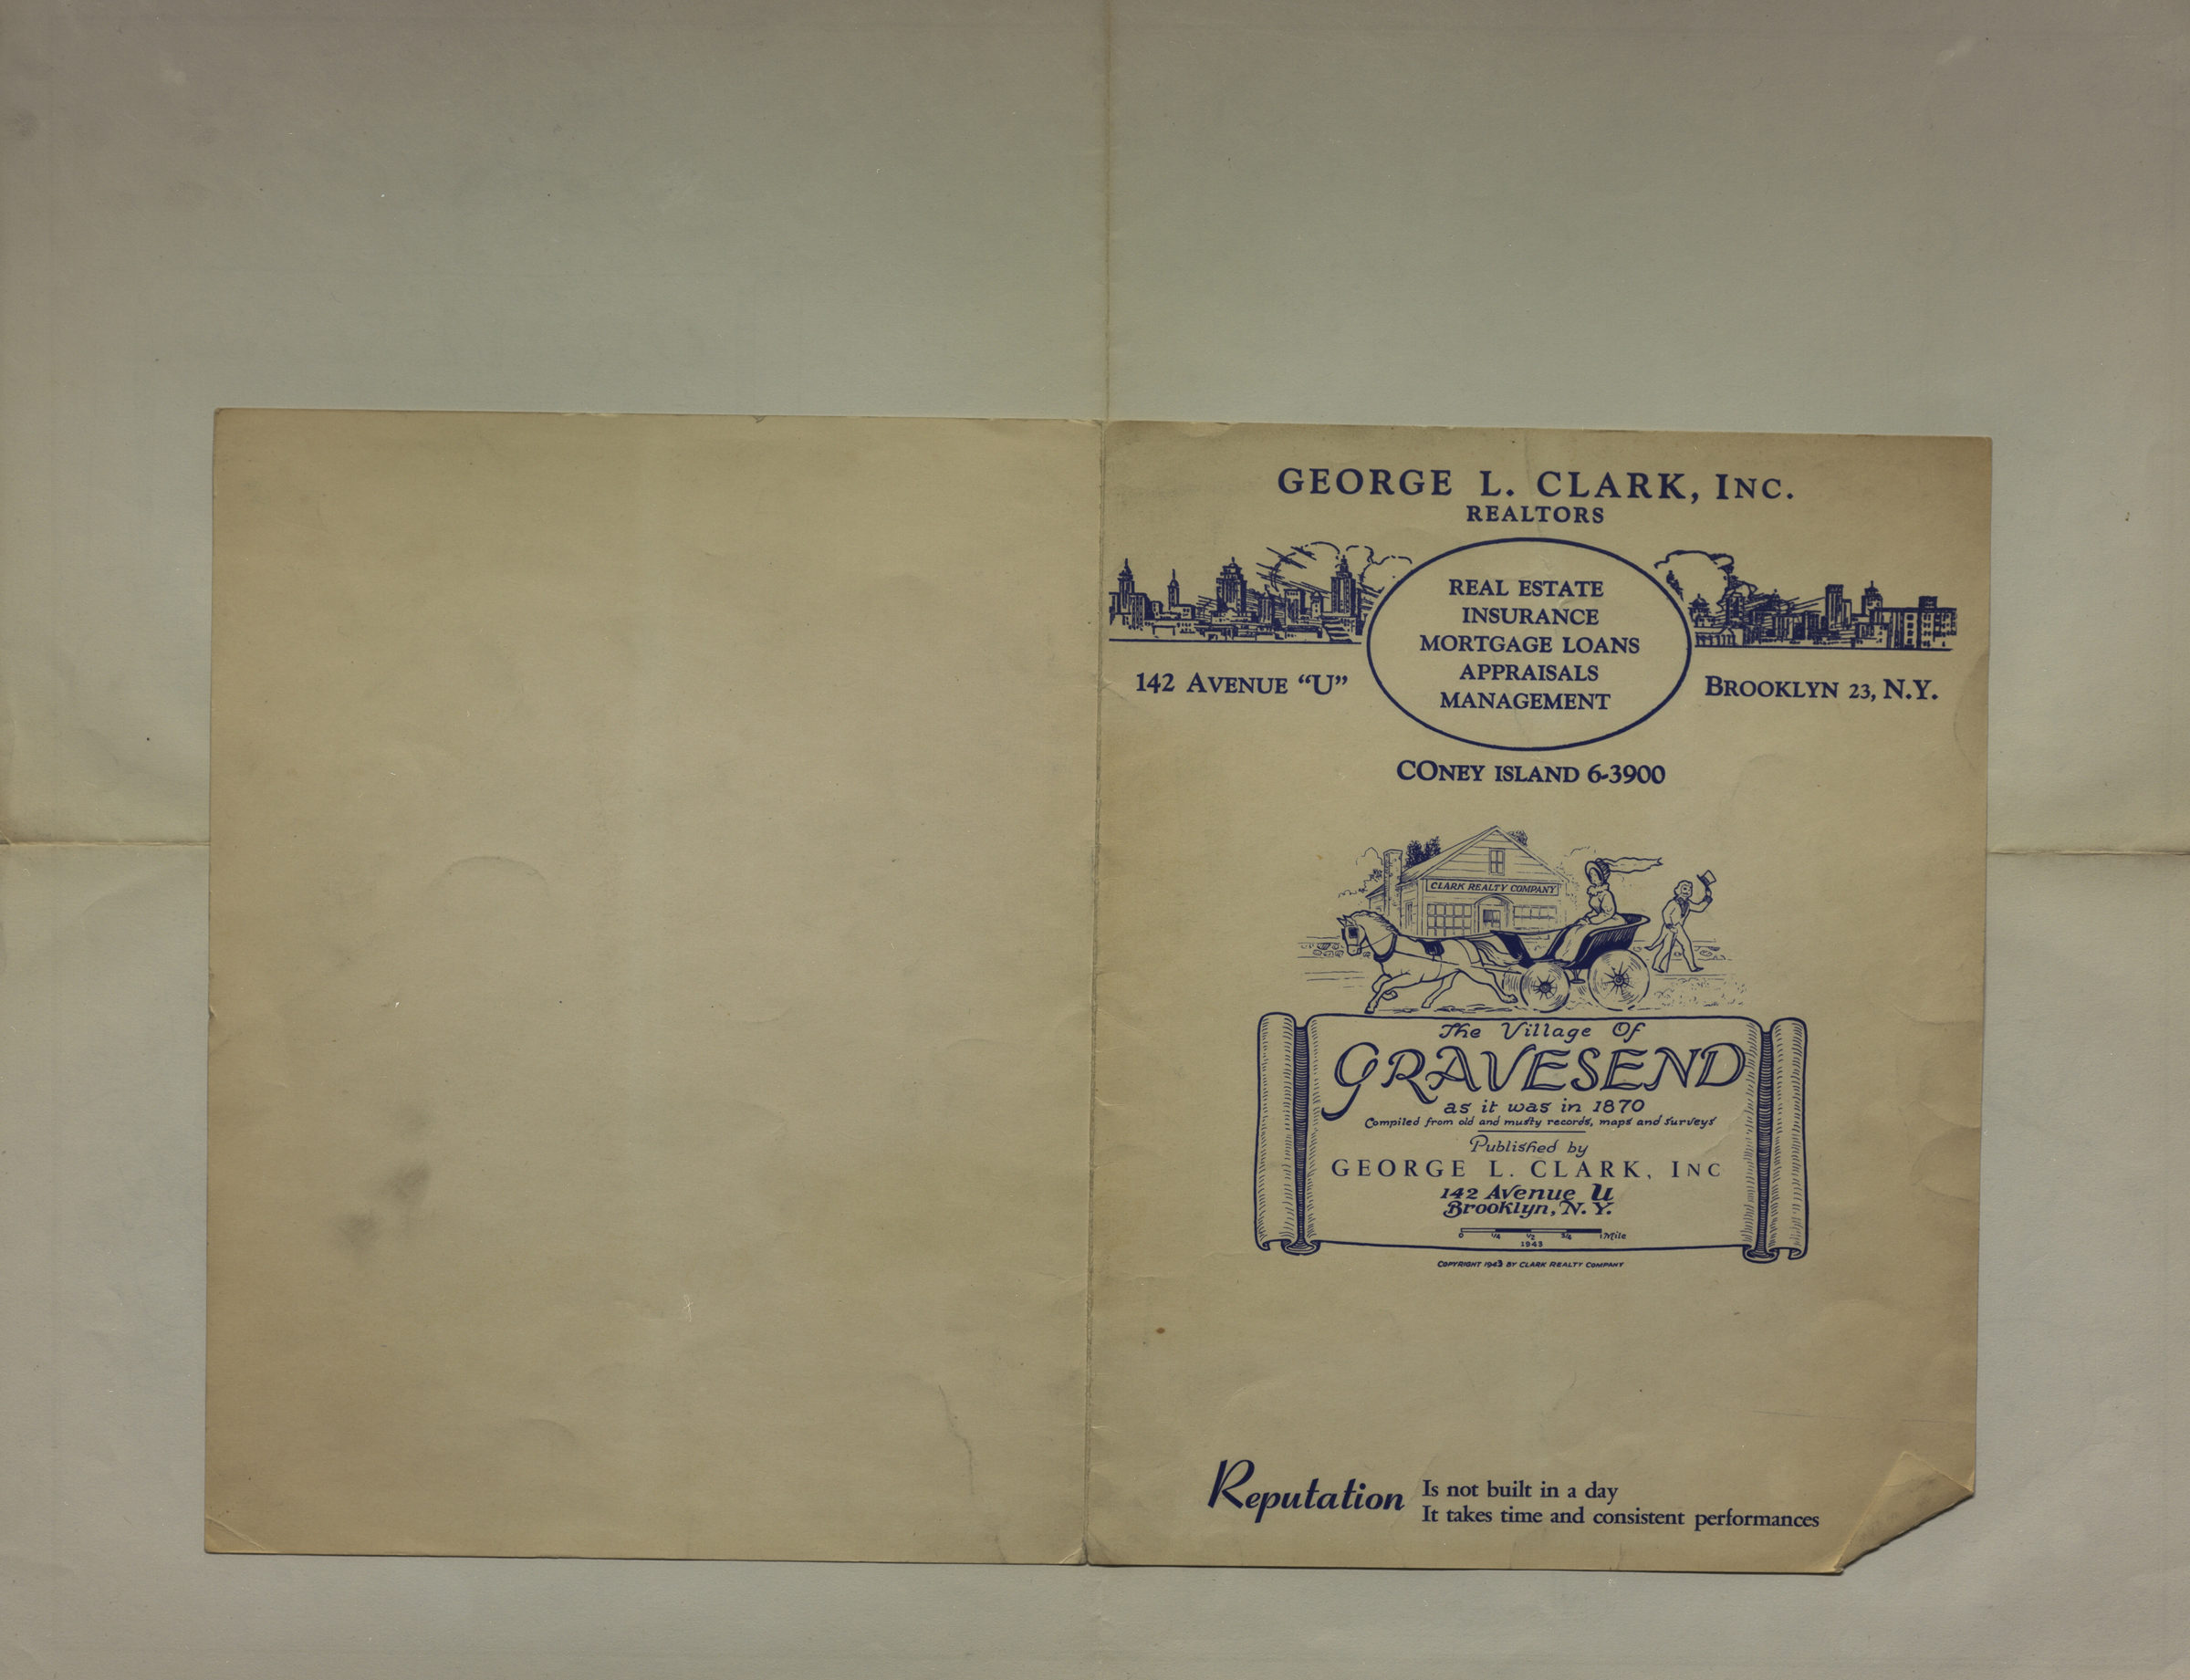 GEORGE L. CLARK, INC.
REALTORS
REAL ESTATE
INSURANCE
MORTGAGE LOANS
APPRAISALS
MANAGEMENT
142 AVENUE “U”
BROOKLYN 23, N.Y.
CONEY ISLAND 6-3900
CLARK REALTY COMPANY
The Village Of
GRAVESEND
as it was in 1870
Compiled from old and musty records, maps and surveys
Published by
GEORGE L. CLARK, INC
142 Avenue U
Brooklyn, N. Y.
0 1/4 1/2 3/4 1 Mile
1943
COPYRIGHT 1943 BY CLARK REALTY COMPANY
Reputation Is not built in a day
It takes time and consistent performances